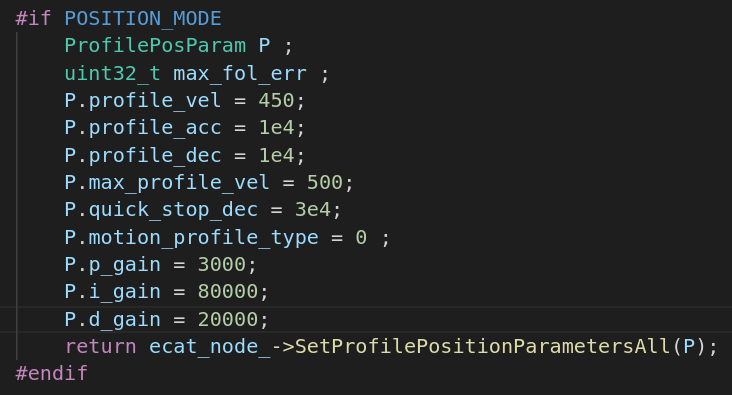 #if POSITION_MODE
    ProfilePosParam P ;
    uint32_t max_fol_err ;
    P.profile_vel = 450;
    P.profile_acc = 1e4;
    P.profile_dec = 1e4;
    P.max_profile_vel = 500;
    P.quick_stop_dec = 3e4;
    P.motion_profile_type = 0 ;
    P.p_gain = 3000;
    P.i_gain = 80000;
    P.d_gain = 20000;
    return ecat_node_->SetProfilePositionParametersAll(P);
#endif